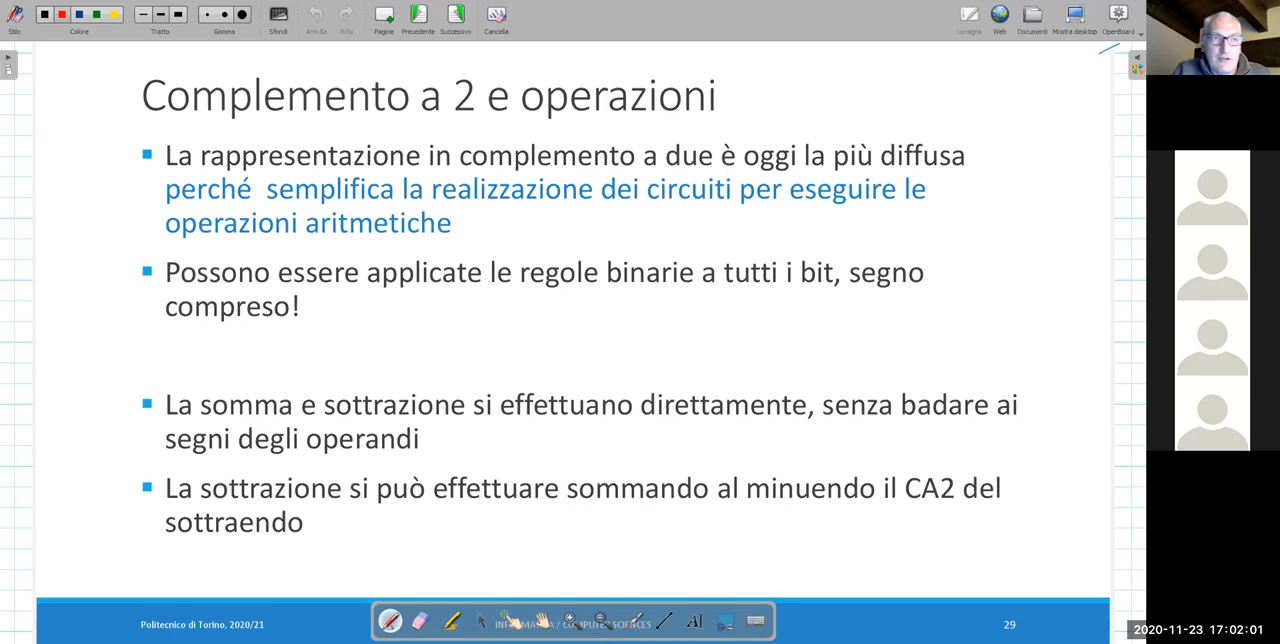 Stilo
Colore
Tratto
Gomma
Sfondi
Annulla
Rifai
Pagine
Precedente
Successivo
Cancella
Lavagna
Web
Documenti
Mostra desktop
OpenBoard
Complemento a 2 e operazioni
La rappresentazione in complemento a due è oggi la più diffusa
perché semplifica la realizzazione dei circuiti per eseguire le
operazioni aritmetiche
Possono essere applicate le regole binarie a tutti i bit, segno
compreso!
La somma e sottrazione si effettuano direttamente, senza badare ai
segni degli operandi
La sottrazione si può effettuare sommando al minuendo il CA2 del
sottraendo
Politecnico di Torino, 2020/21
INFORMATICA / COMPUTER SCIENCES
29
2020-11-23 17:02:01